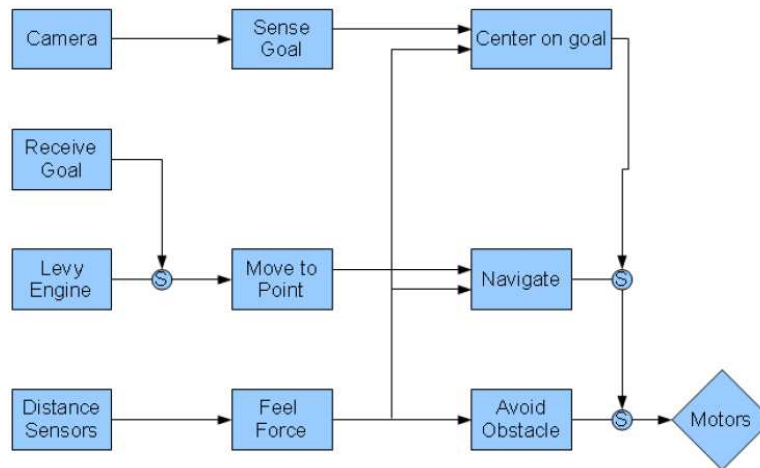 Camera
Sense
Goal
Center on goal
Receive
Goal
Levy
Engine
S
Move to
Point
Navigate
S
Distance
Sensors
Feel
Force
Avoid
Obstacle
S
Motors